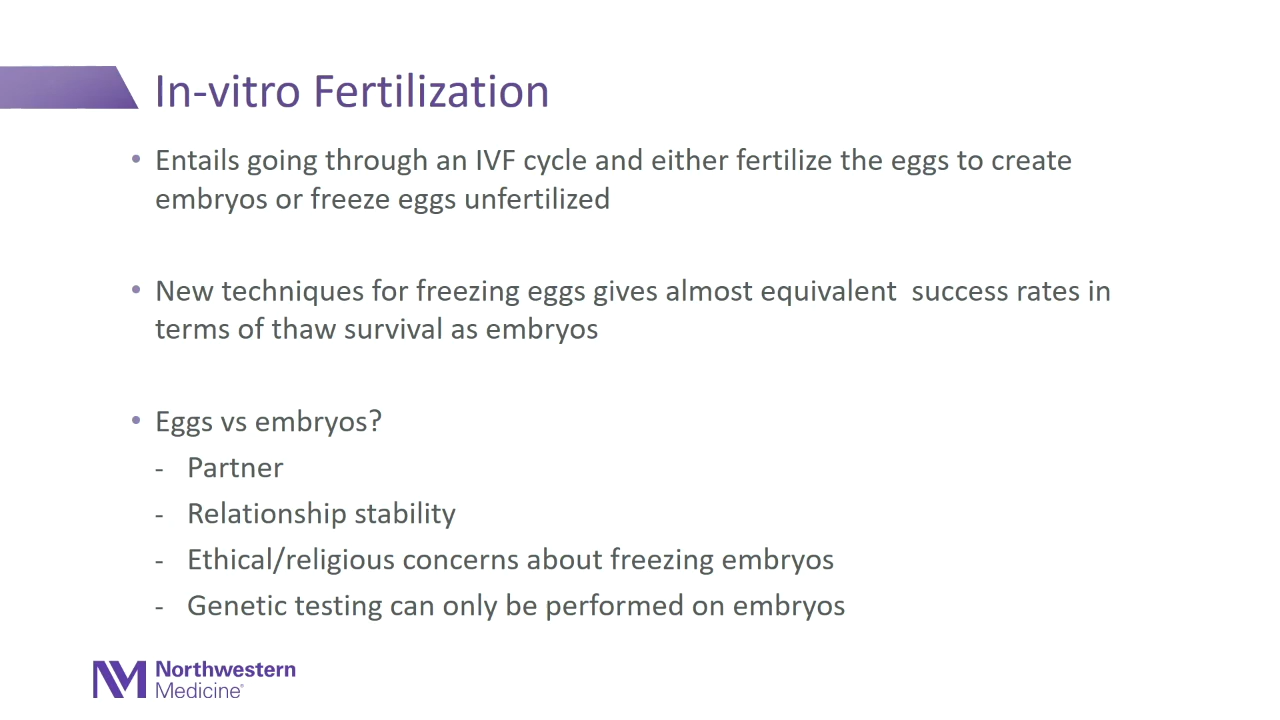 In-vitro Fertilization
• Entails going through an IVF cycle and either fertilize the eggs to create
embryos or freeze eggs unfertilized
• New techniques for freezing eggs gives almost equivalent  success rates in
terms of thaw survival as embryos
• Eggs vs embryos?
- Partner
- Relationship stability
- Ethical/religious concerns about freezing embryos
- Genetic testing can only be performed on embryos
NM Northwestern
Medicine®